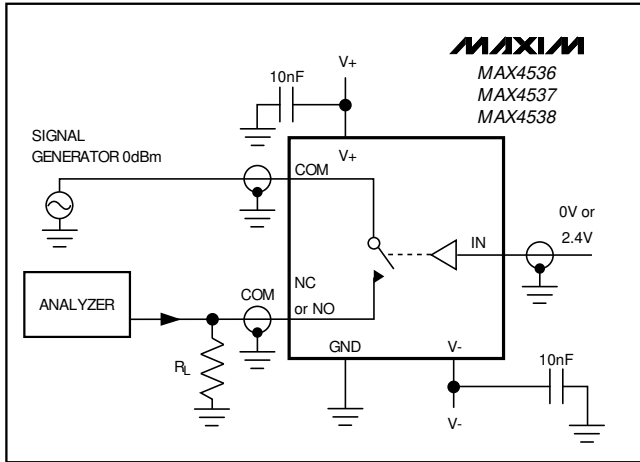 MAXIM
MAX4536
MAX4537
MAX4538
V+
10nF
SIGNAL
GENERATOR 0dBm
V+
COM
0V or
2.4V
IN
NC
or NO
COM
ANALYZER
RL
GND
V-
10nF
V-